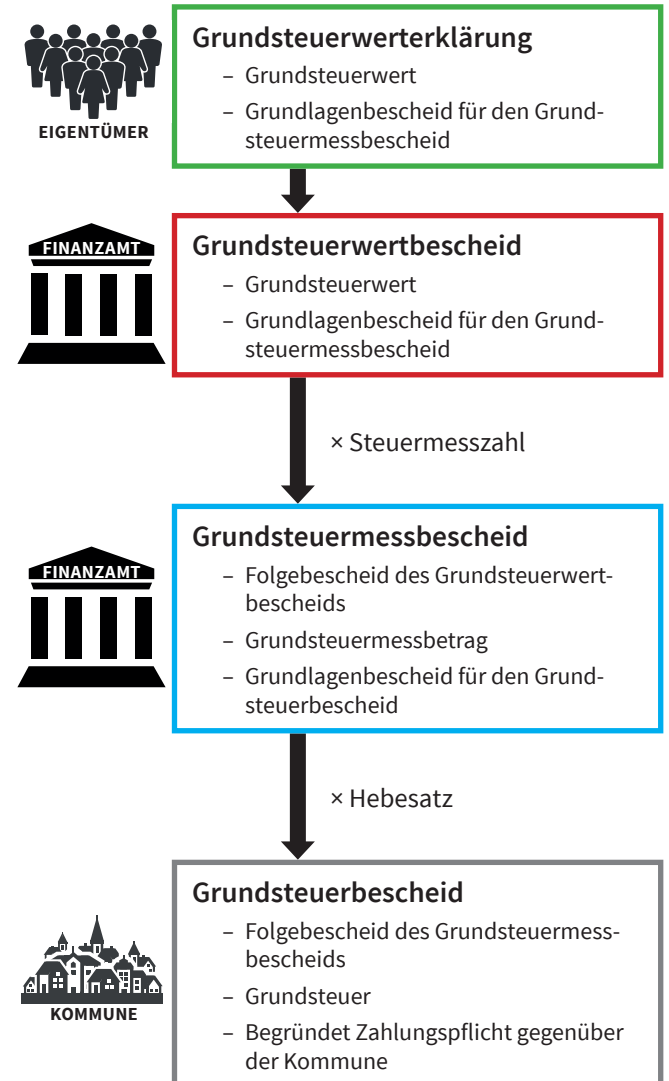 Grundsteuerwerterklärung
– Grundsteuerwert
– Grundlagenbescheid für den Grund-
steuermessbescheid
EIGENTÜMER
FINANZAMT
Grundsteuerwertbescheid
– Grundsteuerwert
– Grundlagenbescheid für den Grund-
steuermessbescheid
× Steuermesszahl
FINANZAMT
Grundsteuermessbescheid
– Folgebescheid des Grundsteuerwert-
bescheids
– Grundsteuermessbetrag
– Grundlagenbescheid für den Grund-
steuerbescheid
× Hebesatz
Grundsteuerbescheid
– Folgebescheid des Grundsteuermess-
bescheids
– Grundsteuer
– Begründet Zahlungspflicht gegenüber
der Kommune
KOMMUNE